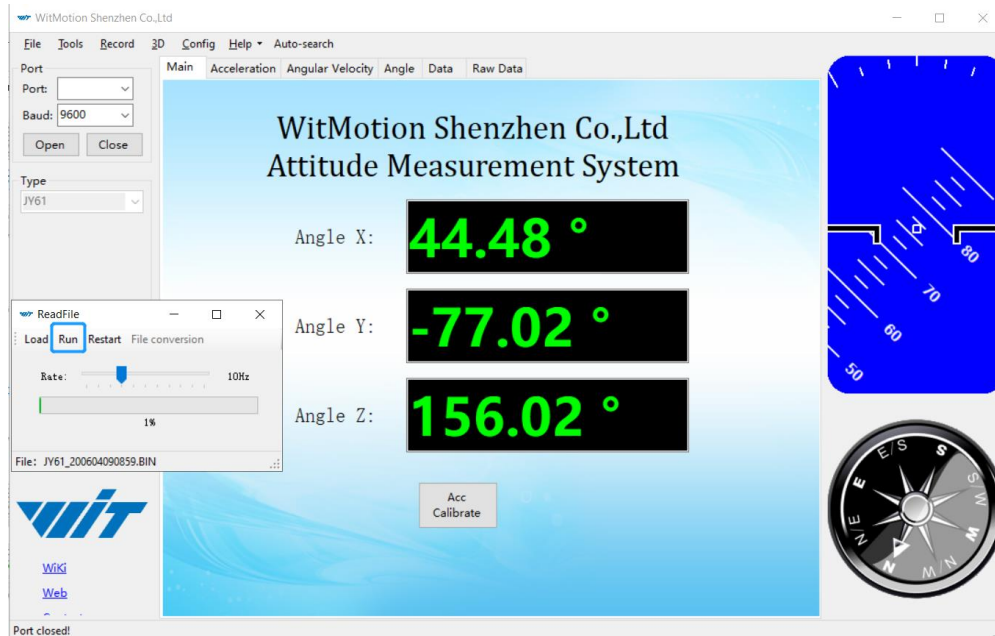 WitMotion Shenzhen Co.,Ltd
File Tools Record 3D Config Help Auto-search
Port
Port:
Baud: 9600
Open Close
Type
JY61
Main Acceleration Angular Velocity Angle Data Raw Data
WitMotion Shenzhen Co.,Ltd
Attitude Measurement System
Angle X: 44.48 °
Angle Y: -77.02 °
Angle Z: 156.02 °
Acc
Calibrate
ReadFile
Load Run Restart File conversion
Rate: 10Hz
1%
File: JY61_200604090859.BIN
WIT
WiKi
Web
80
70
60
50
E/S S S/W
E W
N/E N W/N
Port closed!